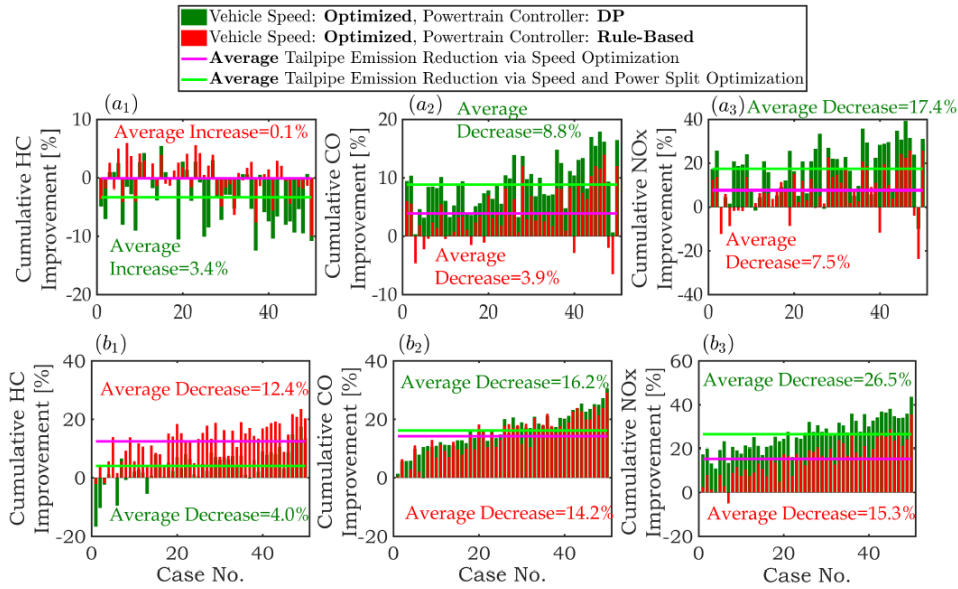 Vehicle Speed: Optimized, Powertrain Controller: DP
Vehicle Speed: Optimized, Powertrain Controller: Rule-Based
Average Tailpipe Emission Reduction via Speed Optimization
Average Tailpipe Emission Reduction via Speed and Power Split Optimization
(a1)
Cumulative HC
Improvement [%]
10
0
-10
-20
0
20
40
Average Increase=0.1%
Average
Increase=3.4%
(a2)
Cumulative CO
Improvement [%]
20
10
0
-10
0
20
40
Average
Decrease=8.8%
Average
Decrease=3.9%
(a3)
Cumulative NOx
Improvement [%]
40
20
0
-20
-40
0
20
40
Average Decrease=17.4%
Average
Decrease=7.5%
(b1)
Cumulative HC
Improvement [%]
40
20
0
-20
0
20
40
Case No.
Average Decrease=12.4%
Average Decrease=4.0%
(b2)
Cumulative CO
Improvement [%]
40
20
0
-20
0
20
40
Case No.
Average Decrease=16.2%
Average Decrease=14.2%
(b3)
Cumulative NOx
Improvement [%]
60
40
20
0
-20
0
20
40
Case No.
Average Decrease=26.5%
Average Decrease=15.3%